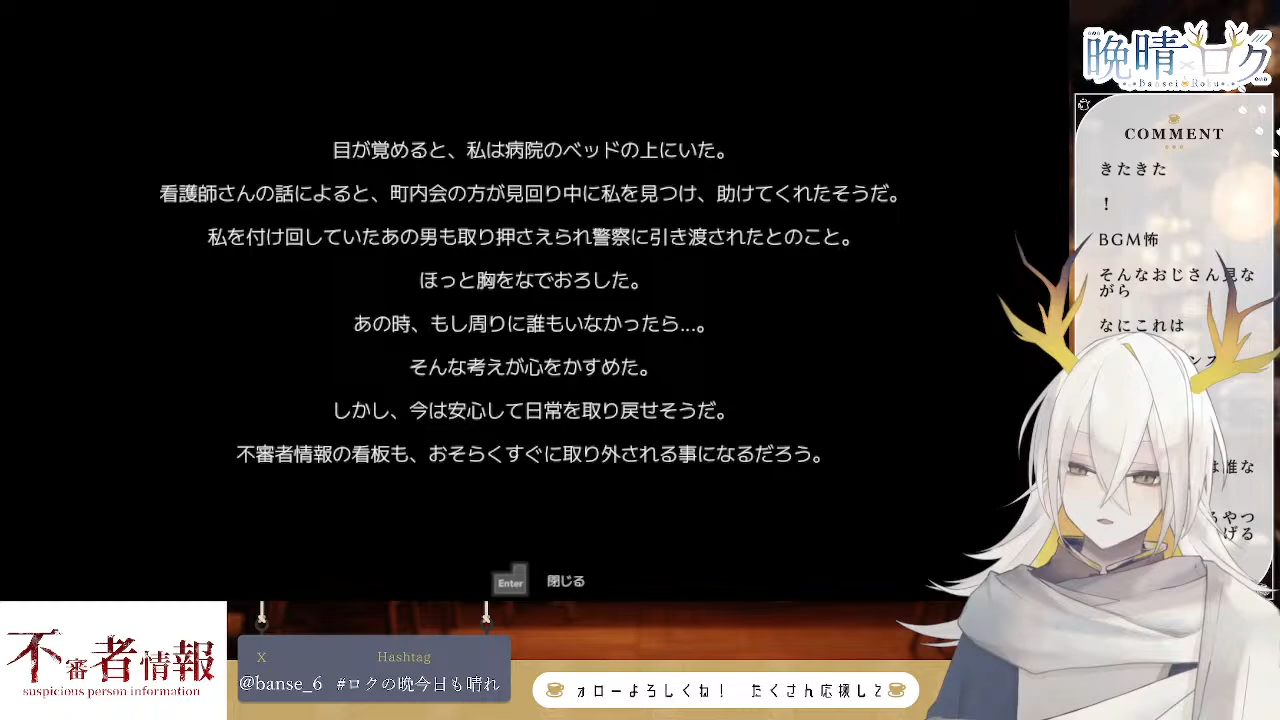 目が覚めると、私は病院のベッドの上にいた。
看護師さんの話によると、町内会の方が見回り中に私を見つけ、助けてくれたそうだ。
私を付け回していたあの男も取り押さえられ警察に引き渡されたとのこと。
ほっと胸をなでおろした。
あの時、もし周りに誰もいなかったら...。
そんな考えが心をかすめた。
しかし、今は安心して日常を取り戻せそうだ。
不審者情報の看板も、おそらくすぐに取り外される事になるだろう。
Enter 閉じる
晩晴ロク
Bansei Roku
COMMENT
きたきた
！
BGM怖
そんなおじさん見な
がら
なにこれは
ンス
誰な
やつ
げる
不審者情報
suspicious person information
X Hashtag
@banse_6 #ロクの晩今日も晴れ
ォローよろしくね！ たくさん応援して